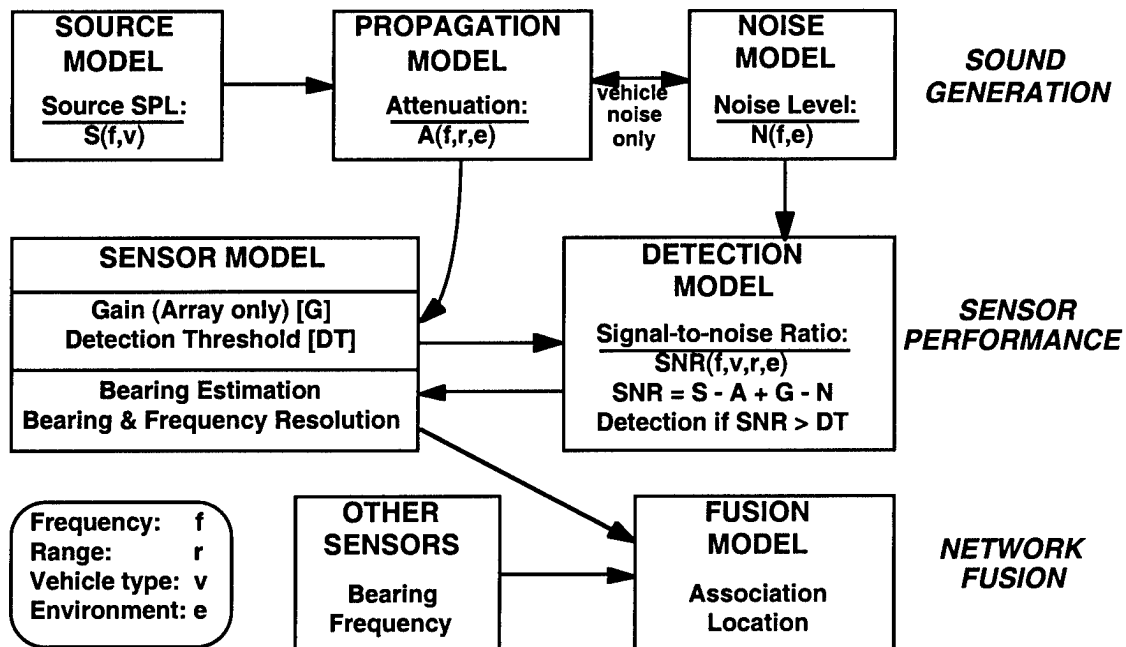 SOURCE
MODEL
Source SPL:
S(f,v)
PROPAGATION
MODEL
Attenuation:
A(f,r,e)
vehicle
noise
only
NOISE
MODEL
Noise Level:
N(f,e)
SOUND
GENERATION
SENSOR MODEL
Gain (Array only) [G]
Detection Threshold [DT]
Bearing Estimation
Bearing & Frequency Resolution
DETECTION
MODEL
Signal-to-noise Ratio:
SNR(f,v,r,e)
SNR = S - A + G - N
Detection if SNR > DT
SENSOR
PERFORMANCE
Frequency: f
Range: r
Vehicle type: v
Environment: e
OTHER
SENSORS
Bearing
Frequency
FUSION
MODEL
Association
Location
NETWORK
FUSION